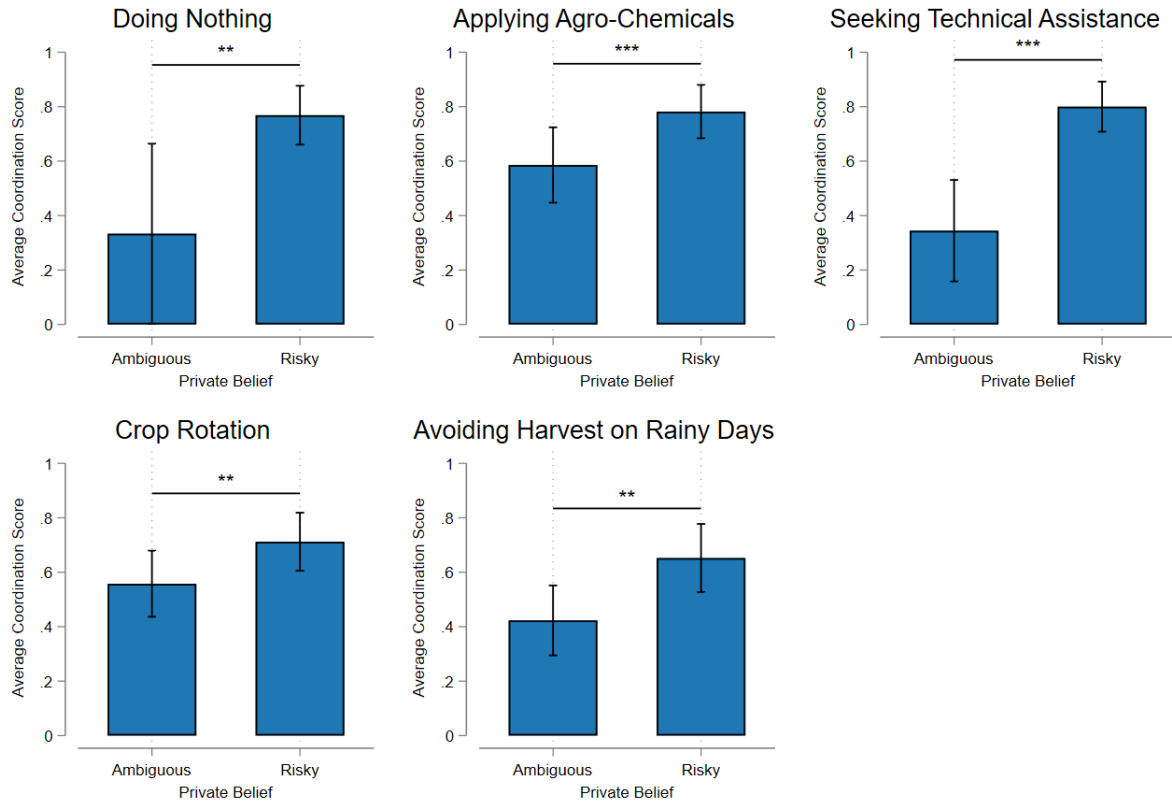 Doing Nothing
**
Average Coordination Score
1
.8
.6
.4
.2
0
Ambiguous Risky
Private Belief
Applying Agro-Chemicals
***
Average Coordination Score
1
.8
.6
.4
.2
0
Ambiguous Risky
Private Belief
Seeking Technical Assistance
***
Average Coordination Score
1
.8
.6
.4
.2
0
Ambiguous Risky
Private Belief
Crop Rotation
**
Average Coordination Score
1
.8
.6
.4
.2
0
Ambiguous Risky
Private Belief
Avoiding Harvest on Rainy Days
**
Average Coordination Score
1
.8
.6
.4
.2
0
Ambiguous Risky
Private Belief